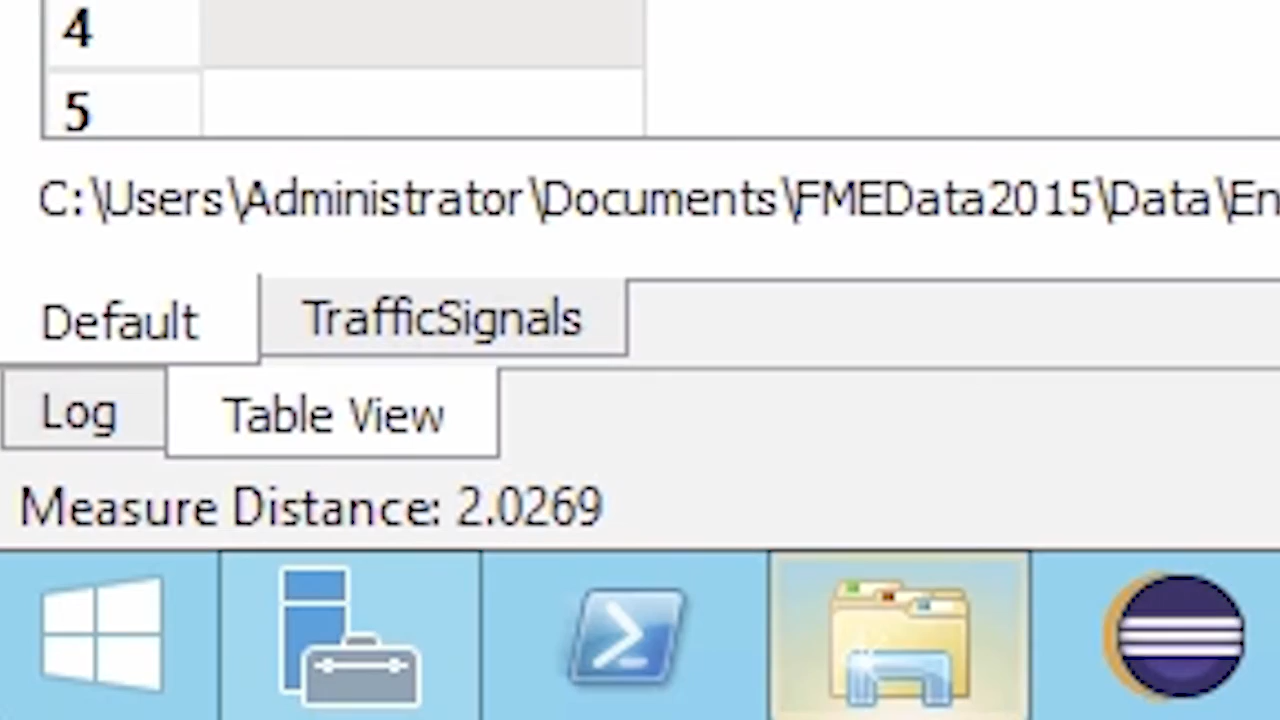 4
5
C:\Users\Administrator\Documents\FMEData2015\Data\En
Default
TrafficSignals
Log
Table View
Measure Distance: 2.0269